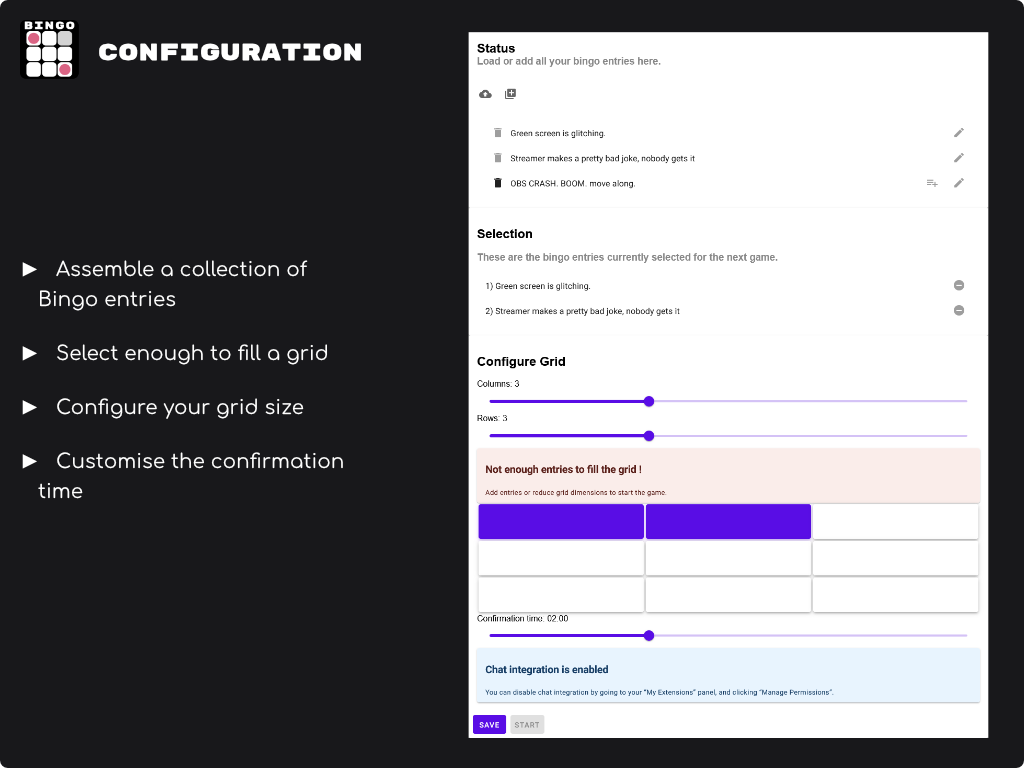 BINGO
CONFIGURATION
► Assemble a collection of
Bingo entries
► Select enough to fill a grid
► Configure your grid size
► Customise the confirmation
time
Status
Load or add all your bingo entries here.
Green screen is glitching.
Streamer makes a pretty bad joke, nobody gets it
OBS CRASH. BOOM. move along.
Selection
These are the bingo entries currently selected for the next game.
1) Green screen is glitching.
2) Streamer makes a pretty bad joke, nobody gets it
Configure Grid
Columns: 3
Rows: 3
Not enough entries to fill the grid !
Add entries or reduce grid dimensions to start the game.
Confirmation time: 02:00
Chat integration is enabled
You can disable chat integration by going to your "My Extensions" panel, and clicking "Manage Permissions".
SAVE START